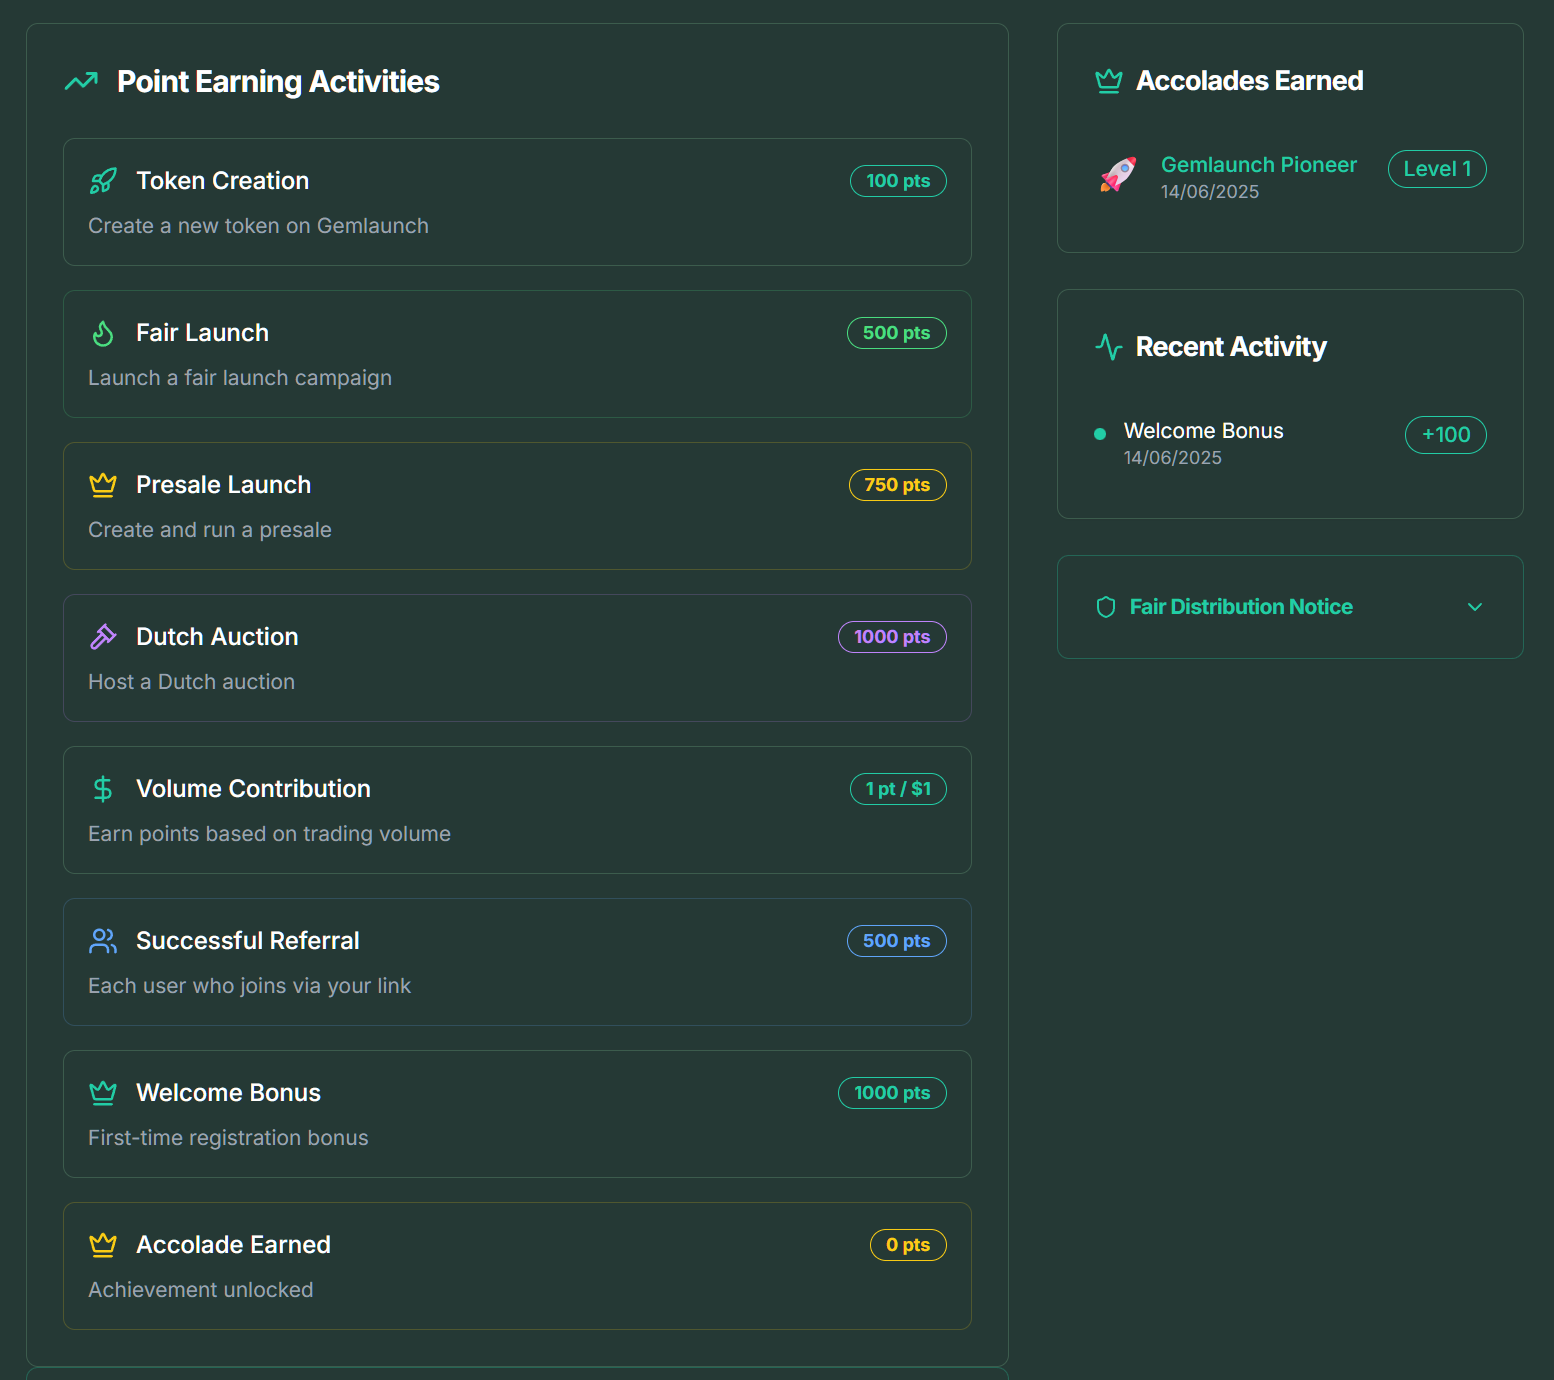 Point Earning Activities
Token Creation
100 pts
Create a new token on Gemlaunch
Fair Launch
500 pts
Launch a fair launch campaign
Presale Launch
750 pts
Create and run a presale
Dutch Auction
1000 pts
Host a Dutch auction
Volume Contribution
1 pt / $1
Earn points based on trading volume
Successful Referral
500 pts
Each user who joins via your link
Welcome Bonus
1000 pts
First-time registration bonus
Accolade Earned
0 pts
Achievement unlocked
Accolades Earned
Gemlaunch Pioneer
Level 1
14/06/2025
Recent Activity
Welcome Bonus
+100
14/06/2025
Fair Distribution Notice